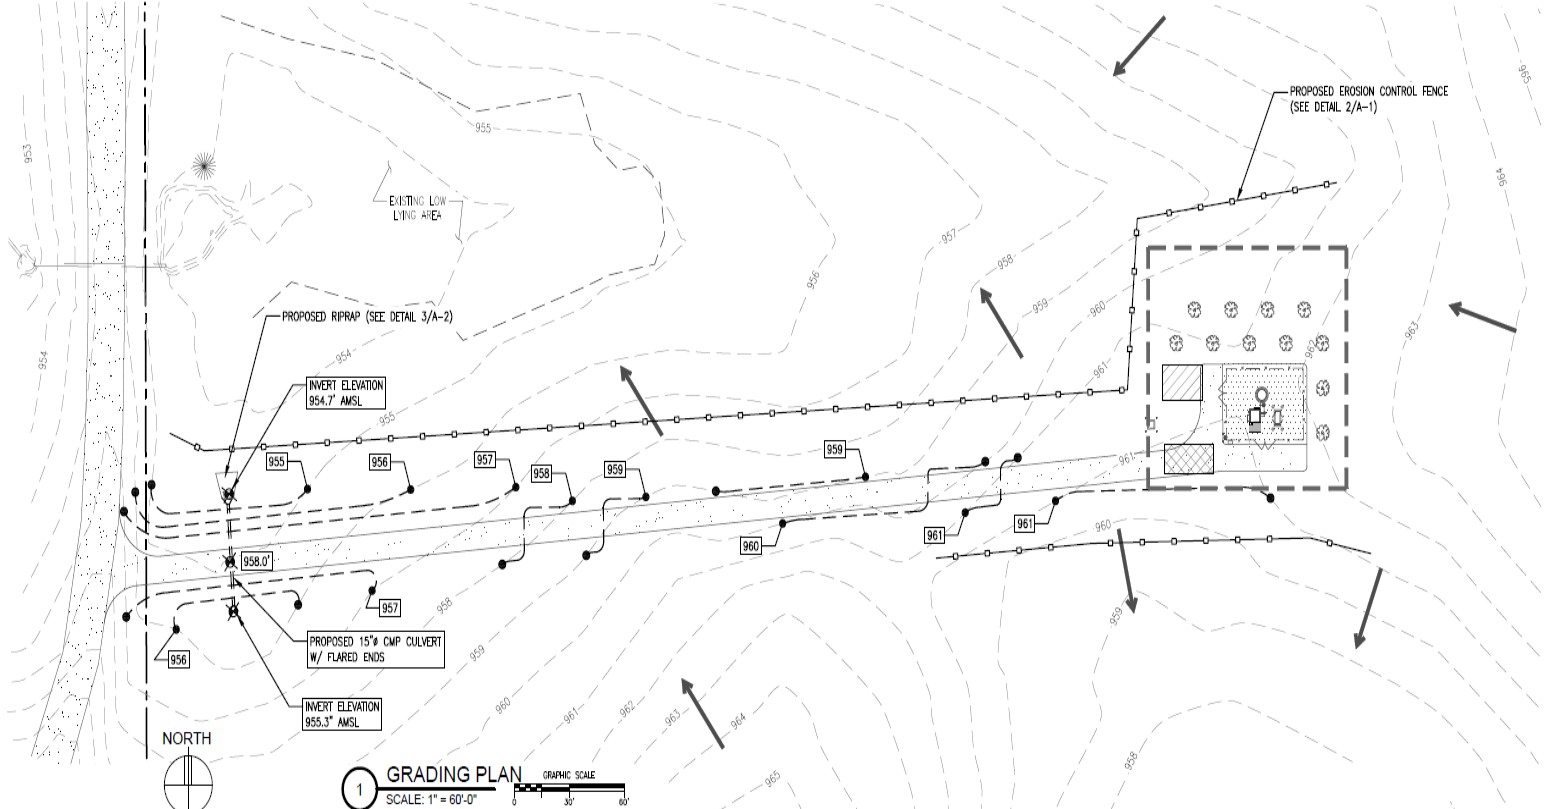 965
PROPOSED EROSION CONTROL FENCE
(SEE DETAIL 2/A-1)
955
953
964
EXISTING LOW
LYING AREA
957
958
956
959
960
PROPOSED RIPRAP (SEE DETAIL 3/A-2)
963
962
954
954
961
INVERT ELEVATION
954.7' AMSL
955
955
956
957
958
959
959
961
960
961
961
960
958.0'
957
958
959
956
PROPOSED 15"ø CMP CULVERT
W/ FLARED ENDS
959
INVERT ELEVATION
955.3" AMSL
960
961
962
963
964
958
965
NORTH
1
GRADING PLAN
SCALE: 1" = 60'-0"
GRAPHIC SCALE
0 30' 60'